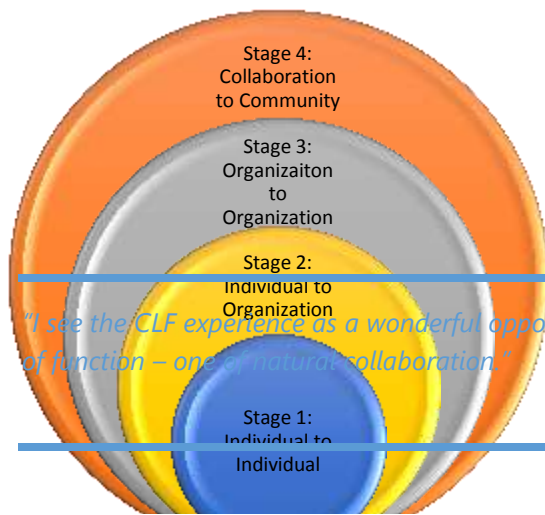 Stage 4:
Collaboration
to Community
Stage 3:
Organizaiton
to
Organization
Stage 2:
Individual to
Organization
"I see the CLF experience as a wonderful oppo
of function – one of natural collaboration."
Stage 1:
Individual to
Individual